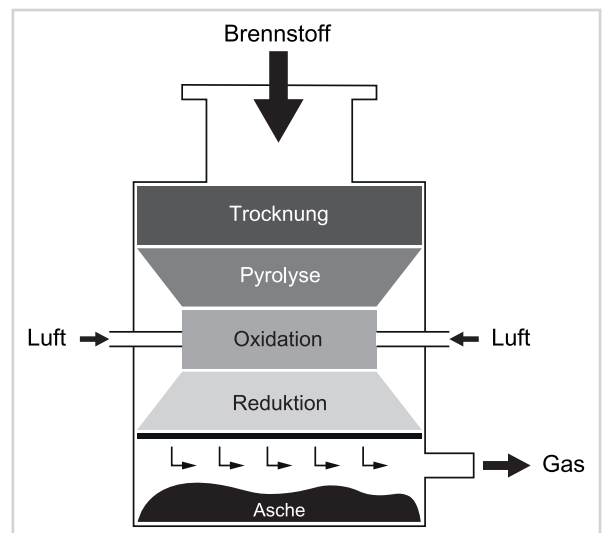 Brennstoff
Trocknung
Pyrolyse
Luft
Oxidation
Luft
Reduktion
Gas
Asche